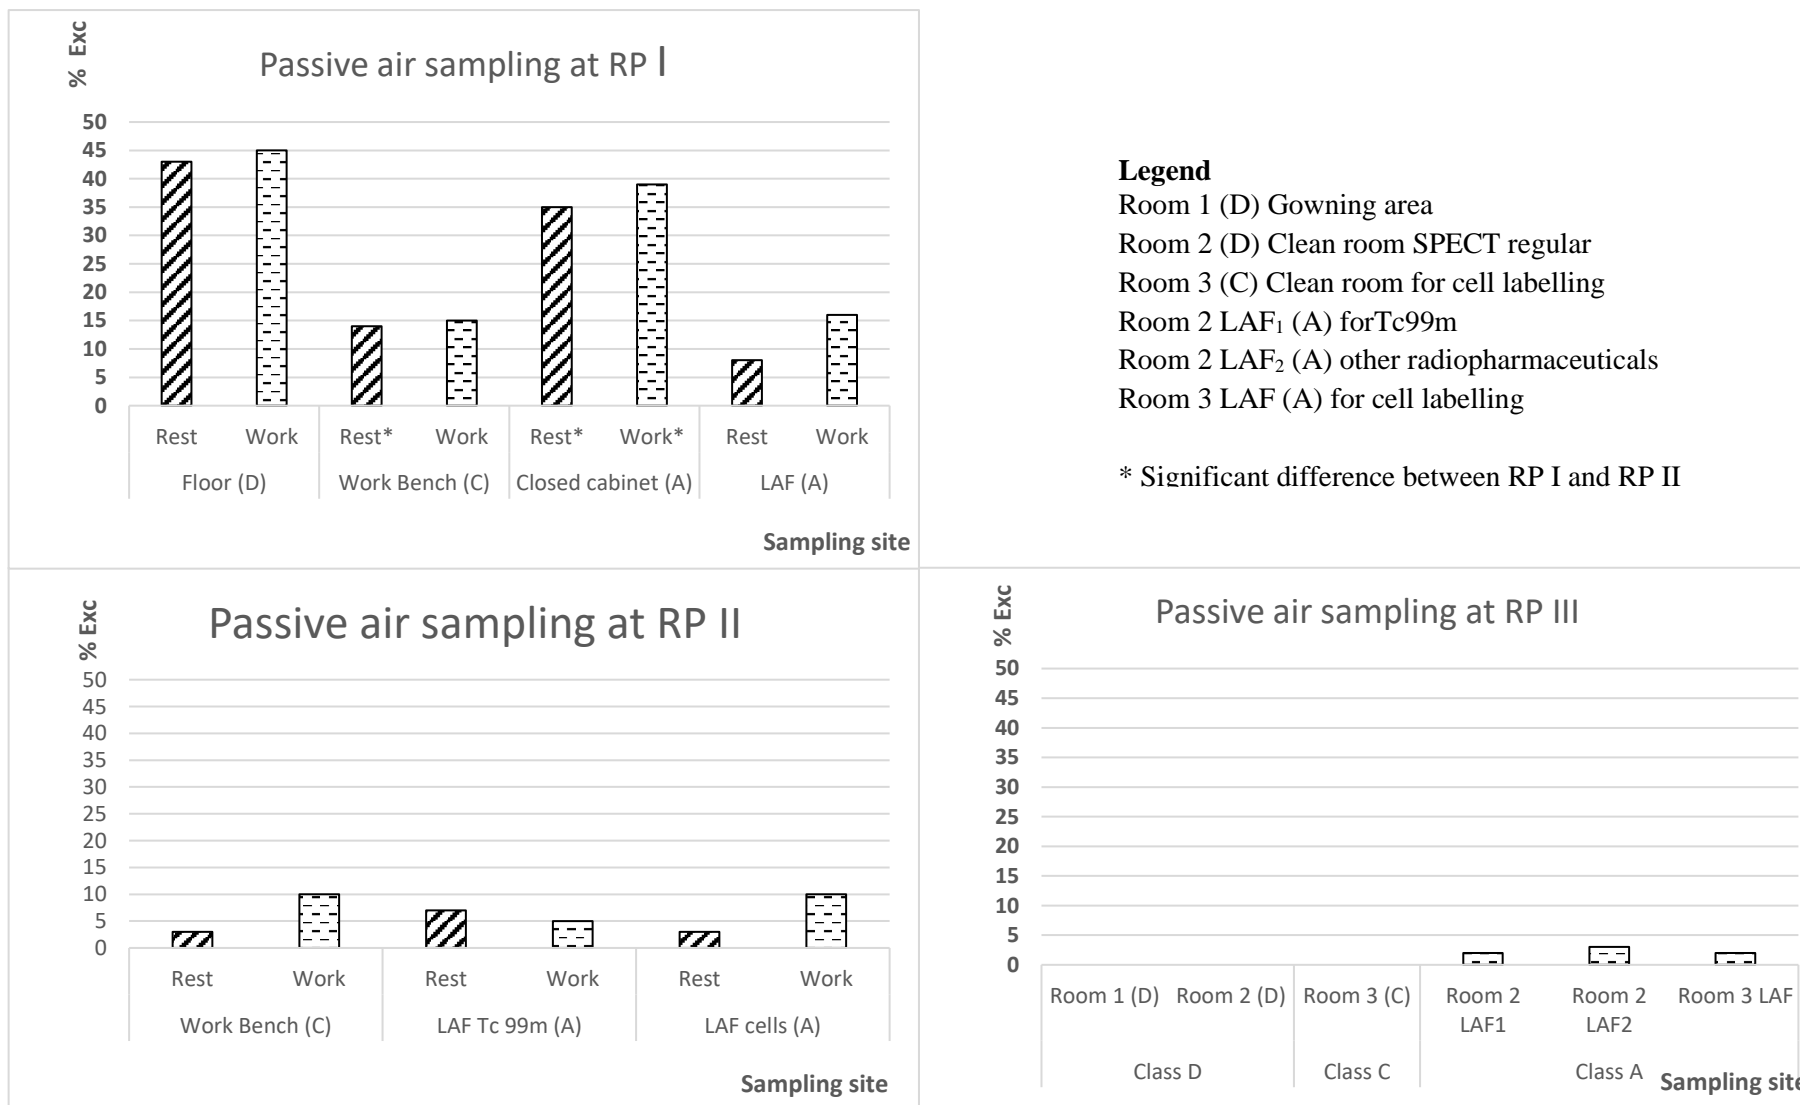 % Exc
Passive air sampling at RP I
50
45
40
35
30
25
20
15
10
5
0
Rest Work Rest* Work Rest* Work* Rest Work
Floor (D) Work Bench (C) Closed cabinet (A) LAF (A)
Sampling site
Legend
Room 1 (D) Gowning area
Room 2 (D) Clean room SPECT regular
Room 3 (C) Clean room for cell labelling
Room 2 LAF₁ (A) forTc99m
Room 2 LAF₂ (A) other radiopharmaceuticals
Room 3 LAF (A) for cell labelling
* Significant difference between RP I and RP II
% Exc
Passive air sampling at RP II
50
45
40
35
30
25
20
15
10
5
0
Rest Work Rest Work Rest Work
Work Bench (C) LAF Tc 99m (A) LAF cells (A)
Sampling site
% Exc
Passive air sampling at RP III
50
45
40
35
30
25
20
15
10
5
0
Room 1 (D) Room 2 (D) Room 3 (C) Room 2 Room 2 Room 3 LAF
LAF1 LAF2
Class D Class C Class A
Sampling site